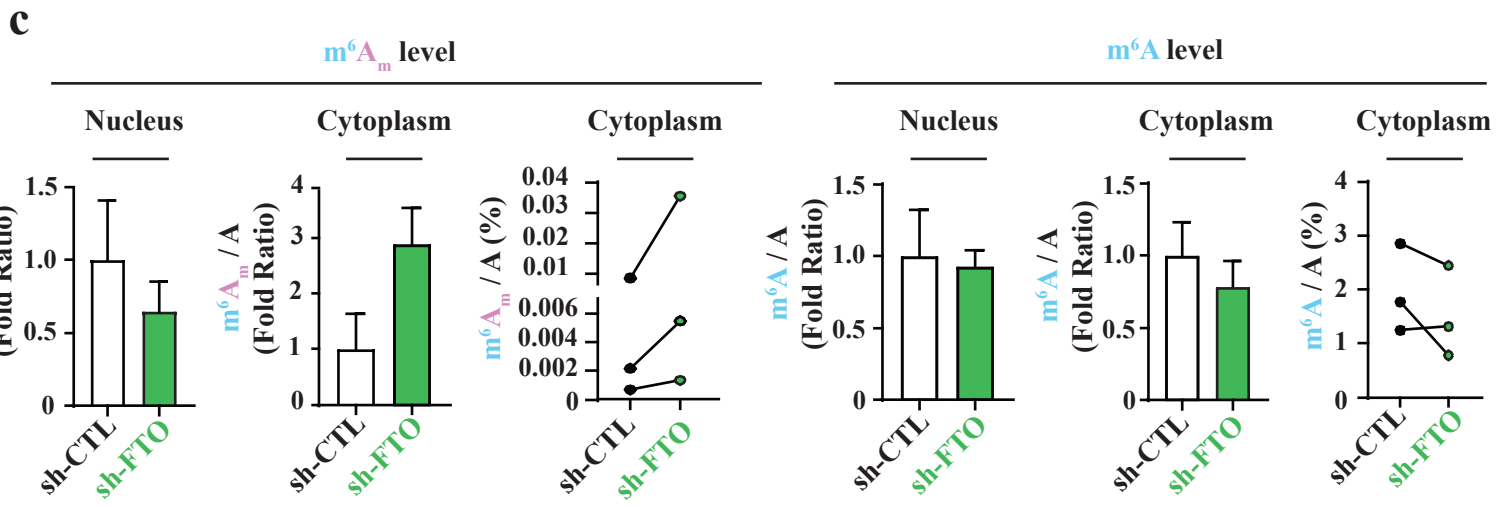 c
m⁶Aₘ level
m⁶A level
Nucleus
Cytoplasm
Cytoplasm
Nucleus
Cytoplasm
Cytoplasm
(Fold Ratio)
1.5
1.0
0.5
0
sh-CTL
sh-FTO
m⁶Aₘ / A
(Fold Ratio)
4
3
2
1
0
sh-CTL
sh-FTO
m⁶Aₘ / A (%)
0.04
0.03
0.02
0.01
0.006
0.004
0.002
0
sh-CTL
sh-FTO
m⁶A / A
(Fold Ratio)
1.5
1.0
0.5
0
sh-CTL
sh-FTO
m⁶A / A
(Fold Ratio)
1.5
1.0
0.5
0
sh-CTL
sh-FTO
m⁶A / A (%)
4
3
2
1
0
sh-CTL
sh-FTO